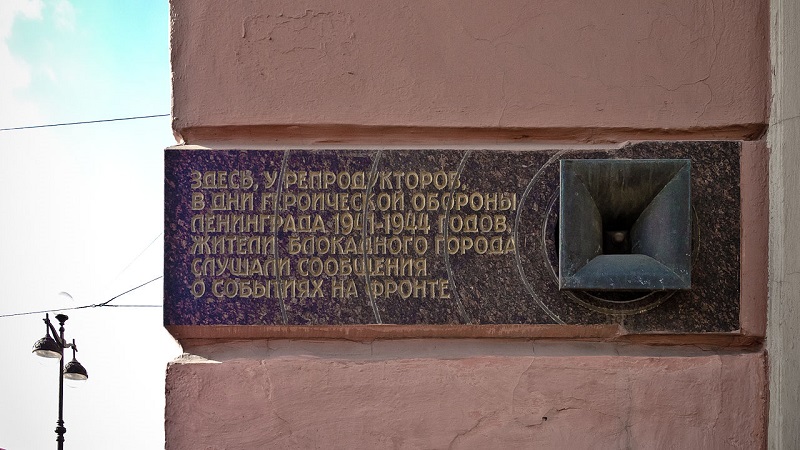 ЗДЕСЬ, У РЕПРОДУКТОРОВ,
В ДНИ ГЕРОИЧЕСКОЙ ОБОРОНЫ
ЛЕНИНГРАДА 1941-1944 ГОДОВ
ЖИТЕЛИ БЛОКАДНОГО ГОРОДА
СЛУШАЛИ СООБЩЕНИЯ
О СОБЫТИЯХ НА ФРОНТЕ